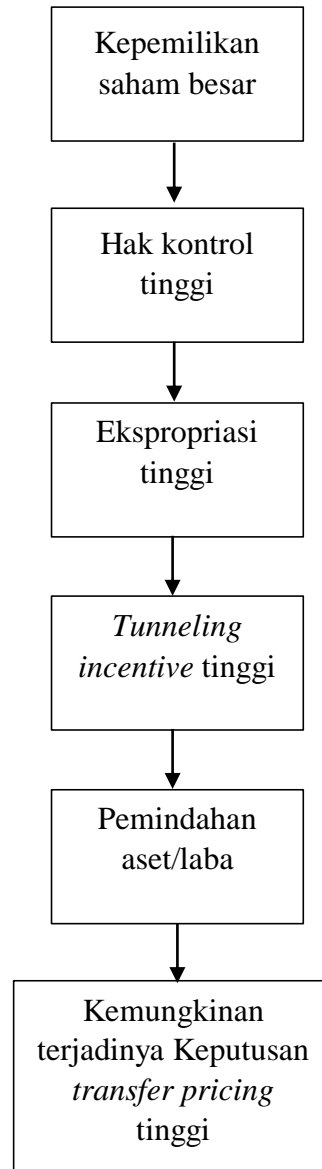 Kepemilikan
saham besar
Hak kontrol
tinggi
Ekspropriasi
tinggi
Tunneling
incentive tinggi
Pemindahan
aset/laba
Kemungkinan
terjadinya Keputusan
transfer pricing
tinggi